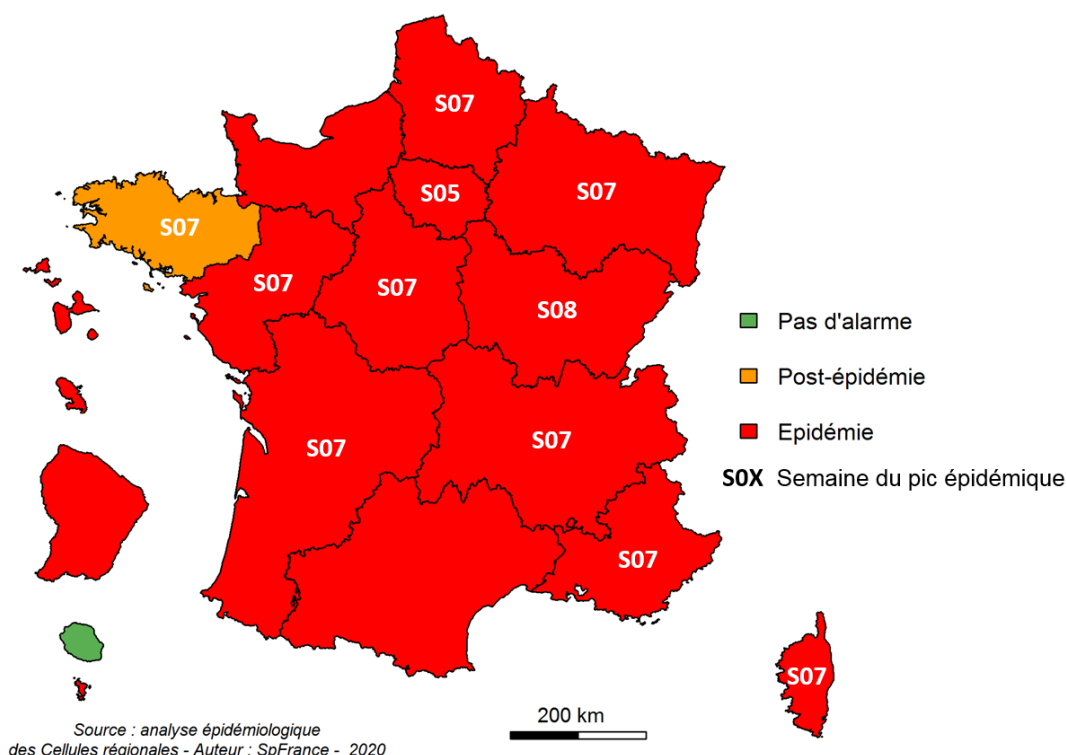 S07
S05
S07
S07
S07
S07
S08
S07
S07
S07
S07
Pas d'alarme
Post-épidémie
Epidémie
S0X Semaine du pic épidémique
200 km
Source : analyse épidémiologique
des Cellules régionales - Auteur : SpFrance - 2020